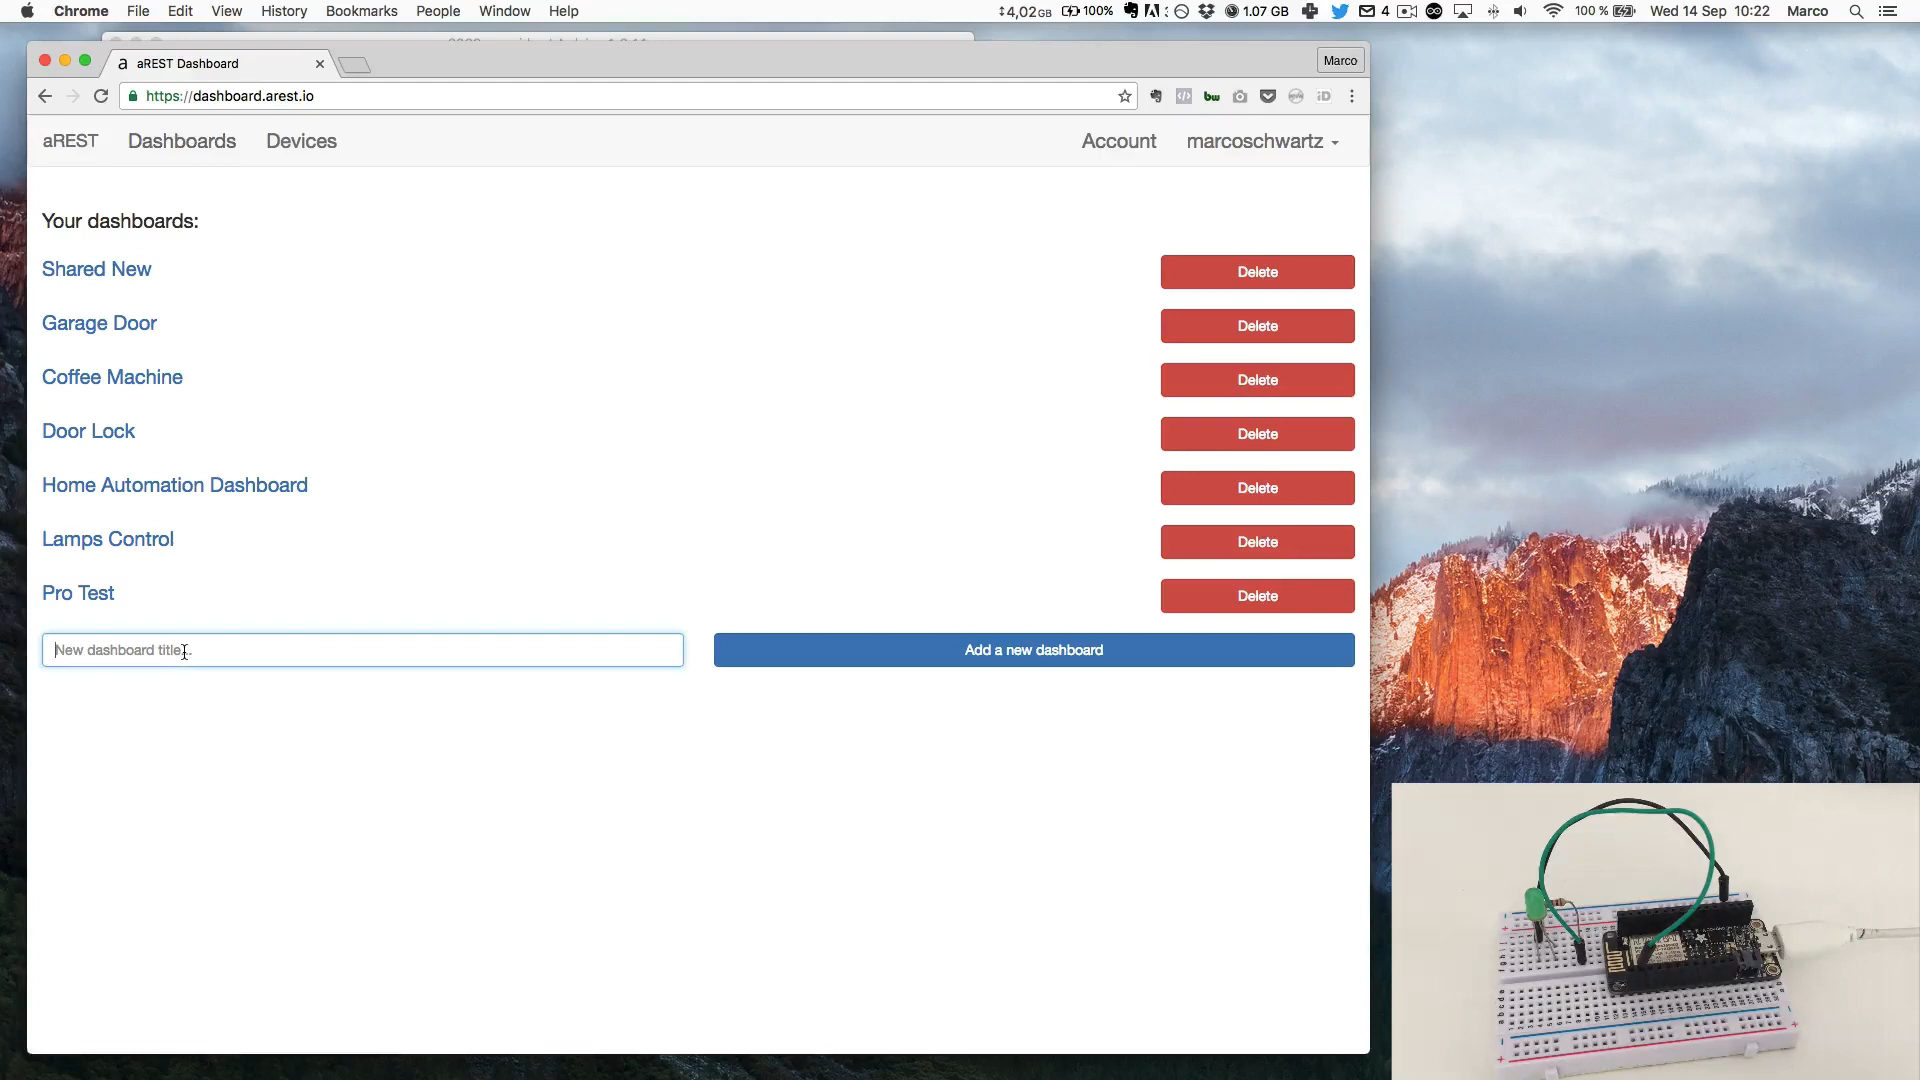 Chrome File Edit View History Bookmarks People Window Help
4,02GB 100% 1.07 GB 4 100 % Wed 14 Sep 10:22 Marco
aREST Dashboard
Marco
https://dashboard.arest.io
aREST Dashboards Devices Account marcoschwartz
Your dashboards:
Shared New Delete
Garage Door Delete
Coffee Machine Delete
Door Lock Delete
Home Automation Dashboard Delete
Lamps Control Delete
Pro Test Delete
New dashboard title... Add a new dashboard